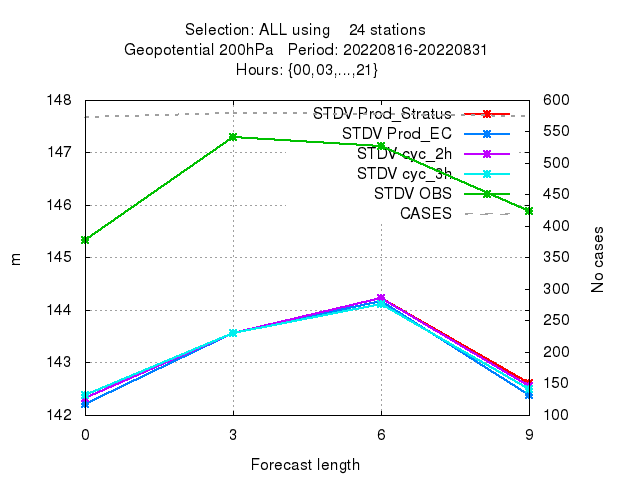 Selection: ALL using    24 stations
Geopotential 200hPa   Period: 20220816-20220831
Hours: {00,03,...,21}
148
147
146
145
144
143
142
m
600
550
500
450
400
350
300
250
200
150
100
No cases
STDV Prod_Stratus
STDV Prod_EC
STDV cyc_2h
STDV cyc_3h
STDV OBS
CASES
0
3
6
9
Forecast length